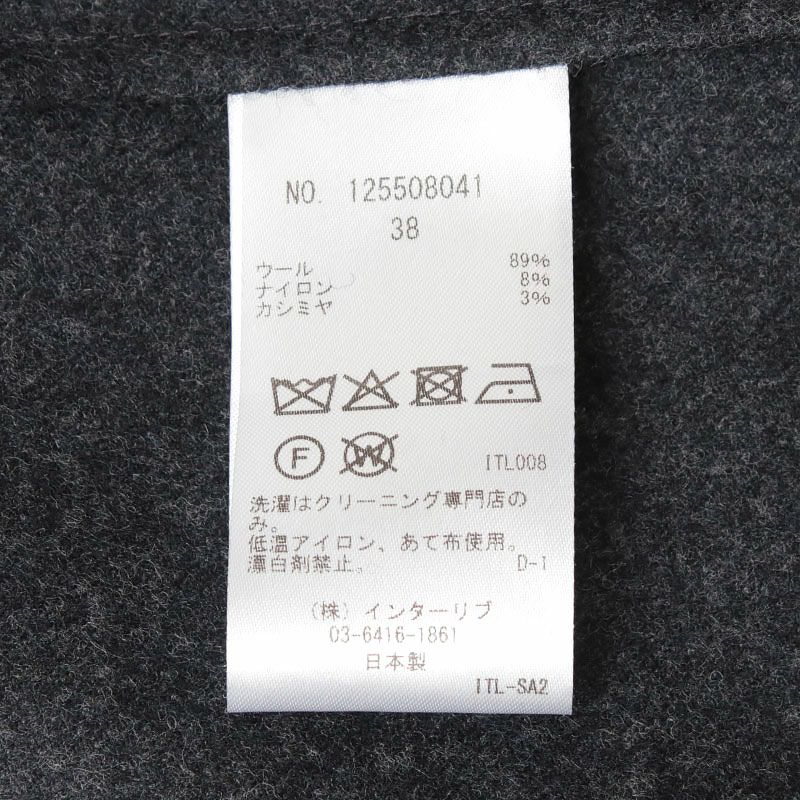 NO. 125508041
38
ウール 89%
ナイロン 8%
カシミヤ 3%
F W
ITL008
洗濯はクリーニング専門店の
み。
低温アイロン、あて布使用。
漂白剤禁止。 D-1
（株）インターリブ
03-6416-1861
日本製
ITL-SA2